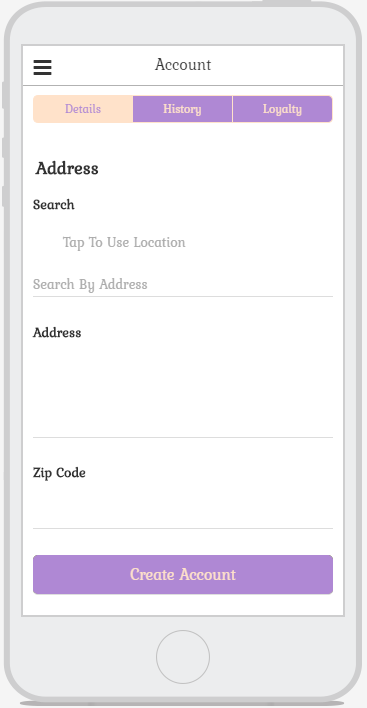 Account
Details History Loyalty
Address
Search
Tap To Use Location
Search By Address
Address
Zip Code
Create Account